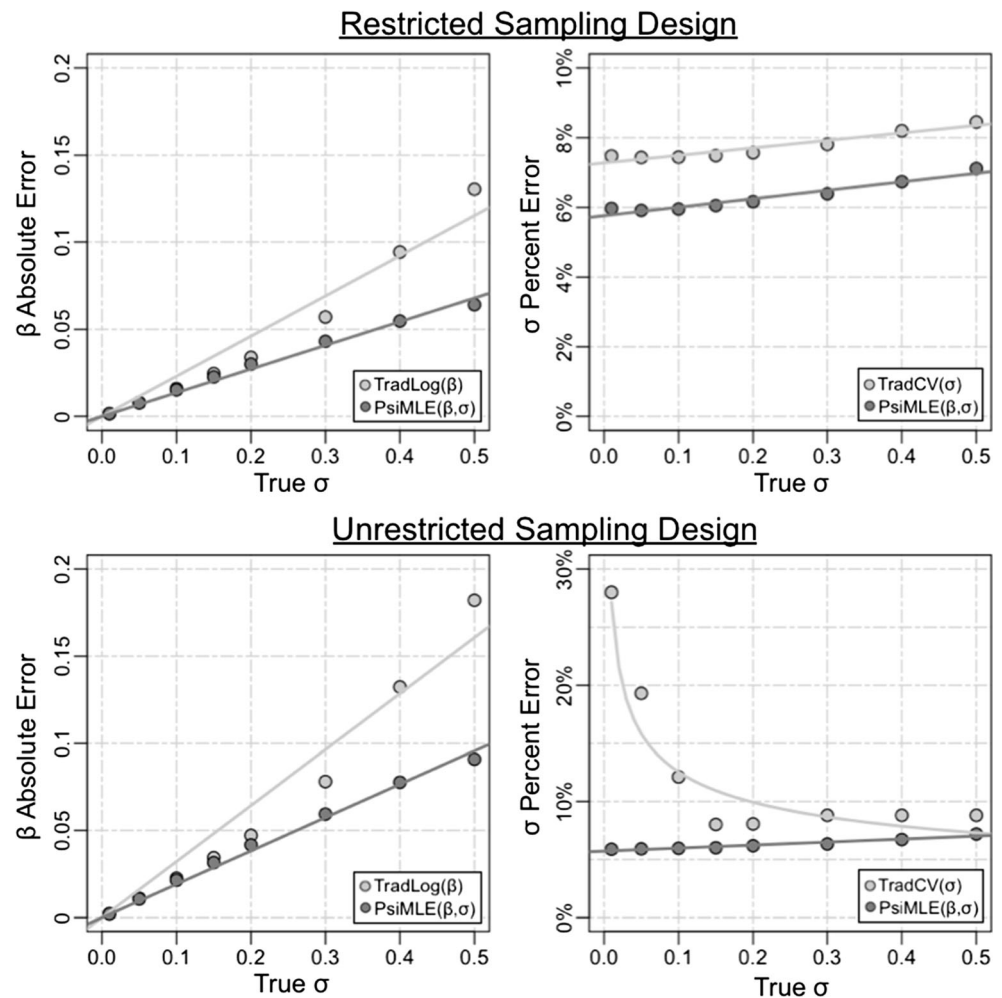 Restricted Sampling Design
β Absolute Error
0.2
0.15
0.1
0.05
0
0.0 0.1 0.2 0.3 0.4 0.5
True σ
TradLog(β)
PsiMLE(β,σ)
σ Percent Error
10%
8%
6%
4%
2%
0%
0.0 0.1 0.2 0.3 0.4 0.5
True σ
TradCV(σ)
PsiMLE(β,σ)
Unrestricted Sampling Design
β Absolute Error
0.2
0.15
0.1
0.05
0
0.0 0.1 0.2 0.3 0.4 0.5
True σ
TradLog(β)
PsiMLE(β,σ)
σ Percent Error
30%
20%
10%
0%
0.0 0.1 0.2 0.3 0.4 0.5
True σ
TradCV(σ)
PsiMLE(β,σ)